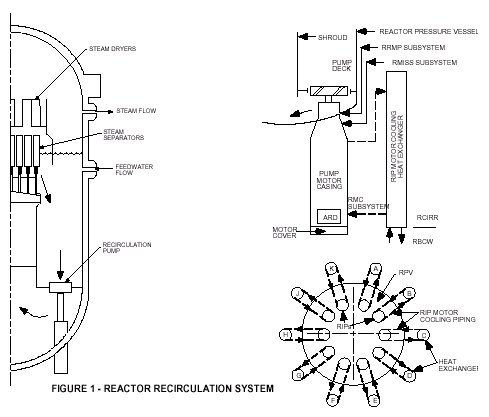 STEAM DRYERS
STEAM FLOW
STEAM
SEPARATORS
FEEDWATER
FLOW
RECIRCULATION
PUMP
SHROUD
REACTOR PRESSURE VESSEL
RRMP SUBSYSTEM
RMISS SUBSYSTEM
PUMP
DECK
RIP MOTOR COOLING
HEAT EXCHANGER
PUMP
MOTOR
CASING
RMC
SUBSYSTEM
ARD
MOTOR
COVER
RCIRR
RBCW
K
A
RPV
J
B
RIPs
RIP MOTOR
COOLING PIPING
H
C
HEAT
EXCHANGER
G
D
F
E
FIGURE 1 - REACTOR RECIRCULATION SYSTEM